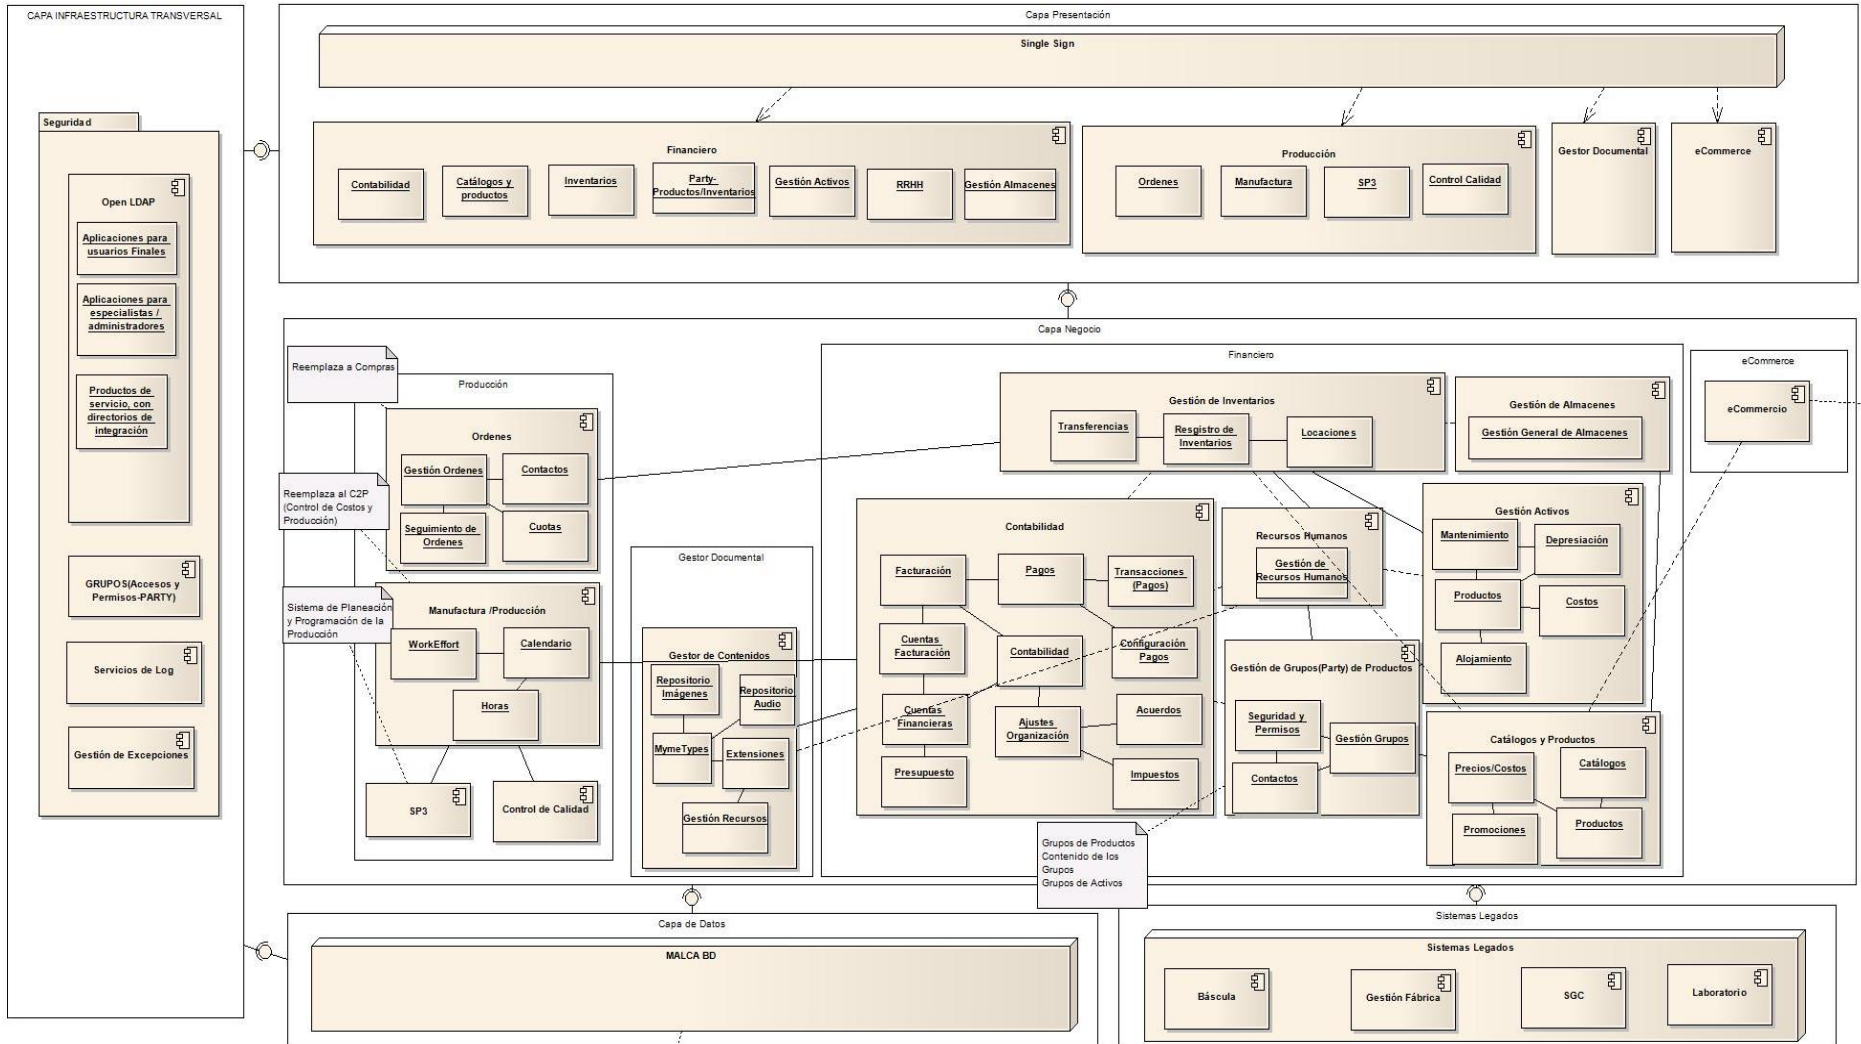 CAPA INFRAESTRUCTURA TRANSVERSAL
Seguridad
Open LDAP
Aplicaciones para
usuarios Finales
Aplicaciones para
especialistas /
administradores
Productos de
servicio, con
directorios de
integración
GRUPOS(Accesos y
Permisos-PARTY)
Servicios de Log
Gestión de Excepciones
Capa Presentación
Single Sign
Financiero
Contabilidad
Catálogos y
productos
Inventarios
Party-
Productos/Inventarios
Gestión Activos
RRHH
Gestión Almacenes
Producción
Ordenes
Manufactura
SP3
Control Calidad
Gestor Documental
eCommerce
Capa Negocio
Reemplaza a Compras
Producción
Ordenes
Gestión Ordenes
Contactos
Seguimiento de
Ordenes
Cuotas
Reemplaza al C2P
(Control de Costos y
Producción)
Sistema de Planeación
y Programación de la
Producción
Manufactura /Producción
WorkEffort
Calendario
Horas
SP3
Control de Calidad
Gestor Documental
Gestor de Contenidos
Repositorio
Imágenes
Repositorio
Audio
MymeTypes
Extensiones
Gestión Recursos
Financiero
Gestión de Inventarios
Transferencias
Resgistro de
Inventarios
Locaciones
Gestión de Almacenes
Gestión General de Almacenes
Contabilidad
Facturación
Pagos
Transacciones
(Pagos)
Cuentas
Facturación
Contabilidad
Configuración
Pagos
Cuentas
Financieras
Ajustes
Organización
Acuerdos
Presupuesto
Impuestos
Recursos Humanos
Gestión de
Recursos Humanos
Gestión de Grupos(Party) de Productos
Seguridad y
Permisos
Gestión Grupos
Contactos
Grupos de Productos
Contenido de los
Grupos
Grupos de Activos
Gestión Activos
Mantenimiento
Depresiación
Productos
Costos
Alojamiento
Catálogos y Productos
Precios/Costos
Catálogos
Promociones
Productos
eCommerce
eCommercio
Capa de Datos
MALCA BD
Sistemas Legados
Sistemas Legados
Báscula
Gestión Fábrica
SGC
Laboratorio